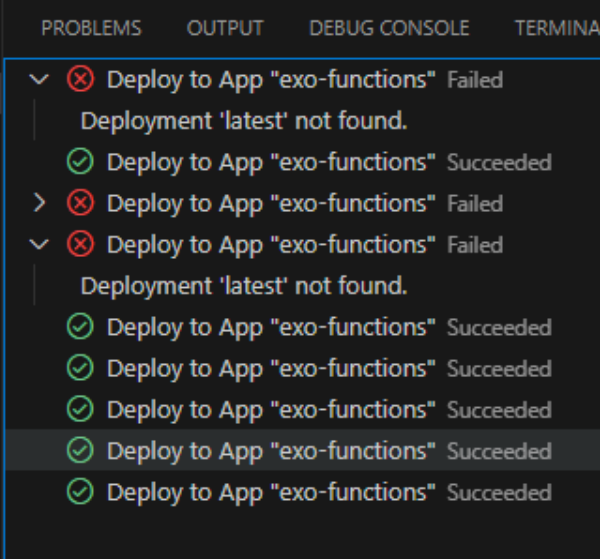 PROBLEMS OUTPUT DEBUG CONSOLE TERMINA
Deploy to App "exo-functions" Failed
Deployment 'latest' not found.
Deploy to App "exo-functions" Succeeded
Deploy to App "exo-functions" Failed
Deploy to App "exo-functions" Failed
Deployment 'latest' not found.
Deploy to App "exo-functions" Succeeded
Deploy to App "exo-functions" Succeeded
Deploy to App "exo-functions" Succeeded
Deploy to App "exo-functions" Succeeded
Deploy to App "exo-functions" Succeeded